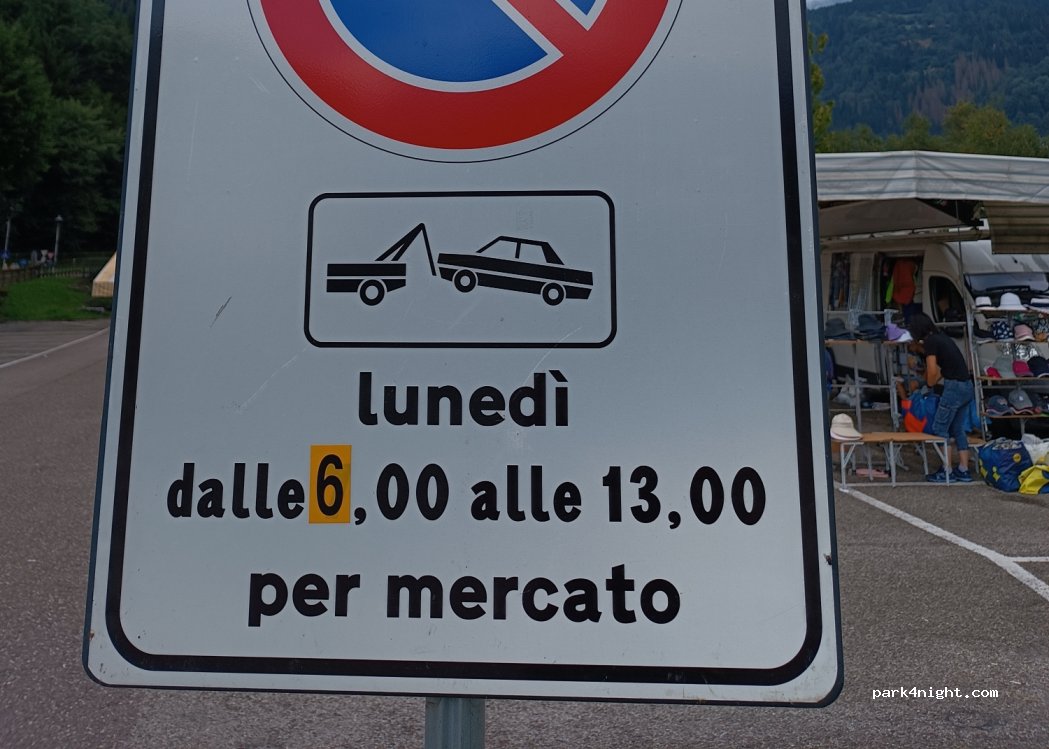 lunedì
dalle 6,00 alle 13,00
per mercato
park4night.com